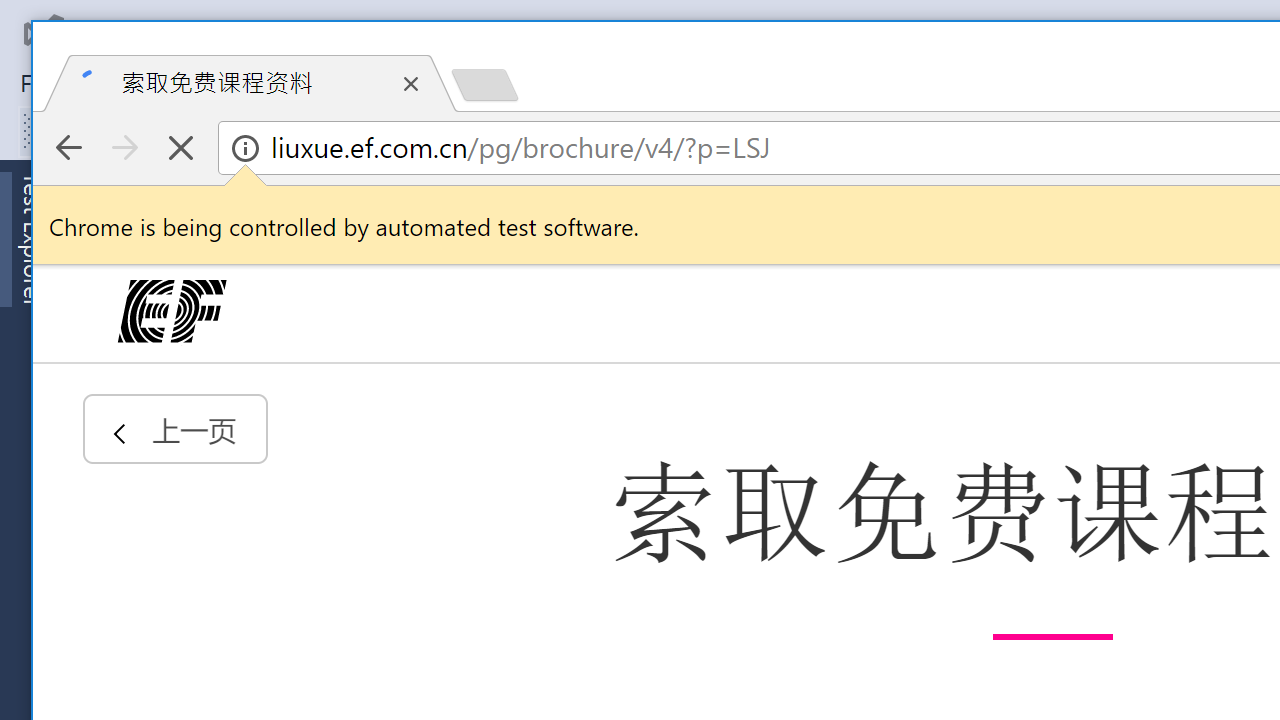 索取免费课程资料
liuxue.ef.com.cn/pg/brochure/v4/?p=LSJ
Chrome is being controlled by automated test software.
Test Explorer
EF
上一页
索取免费课程